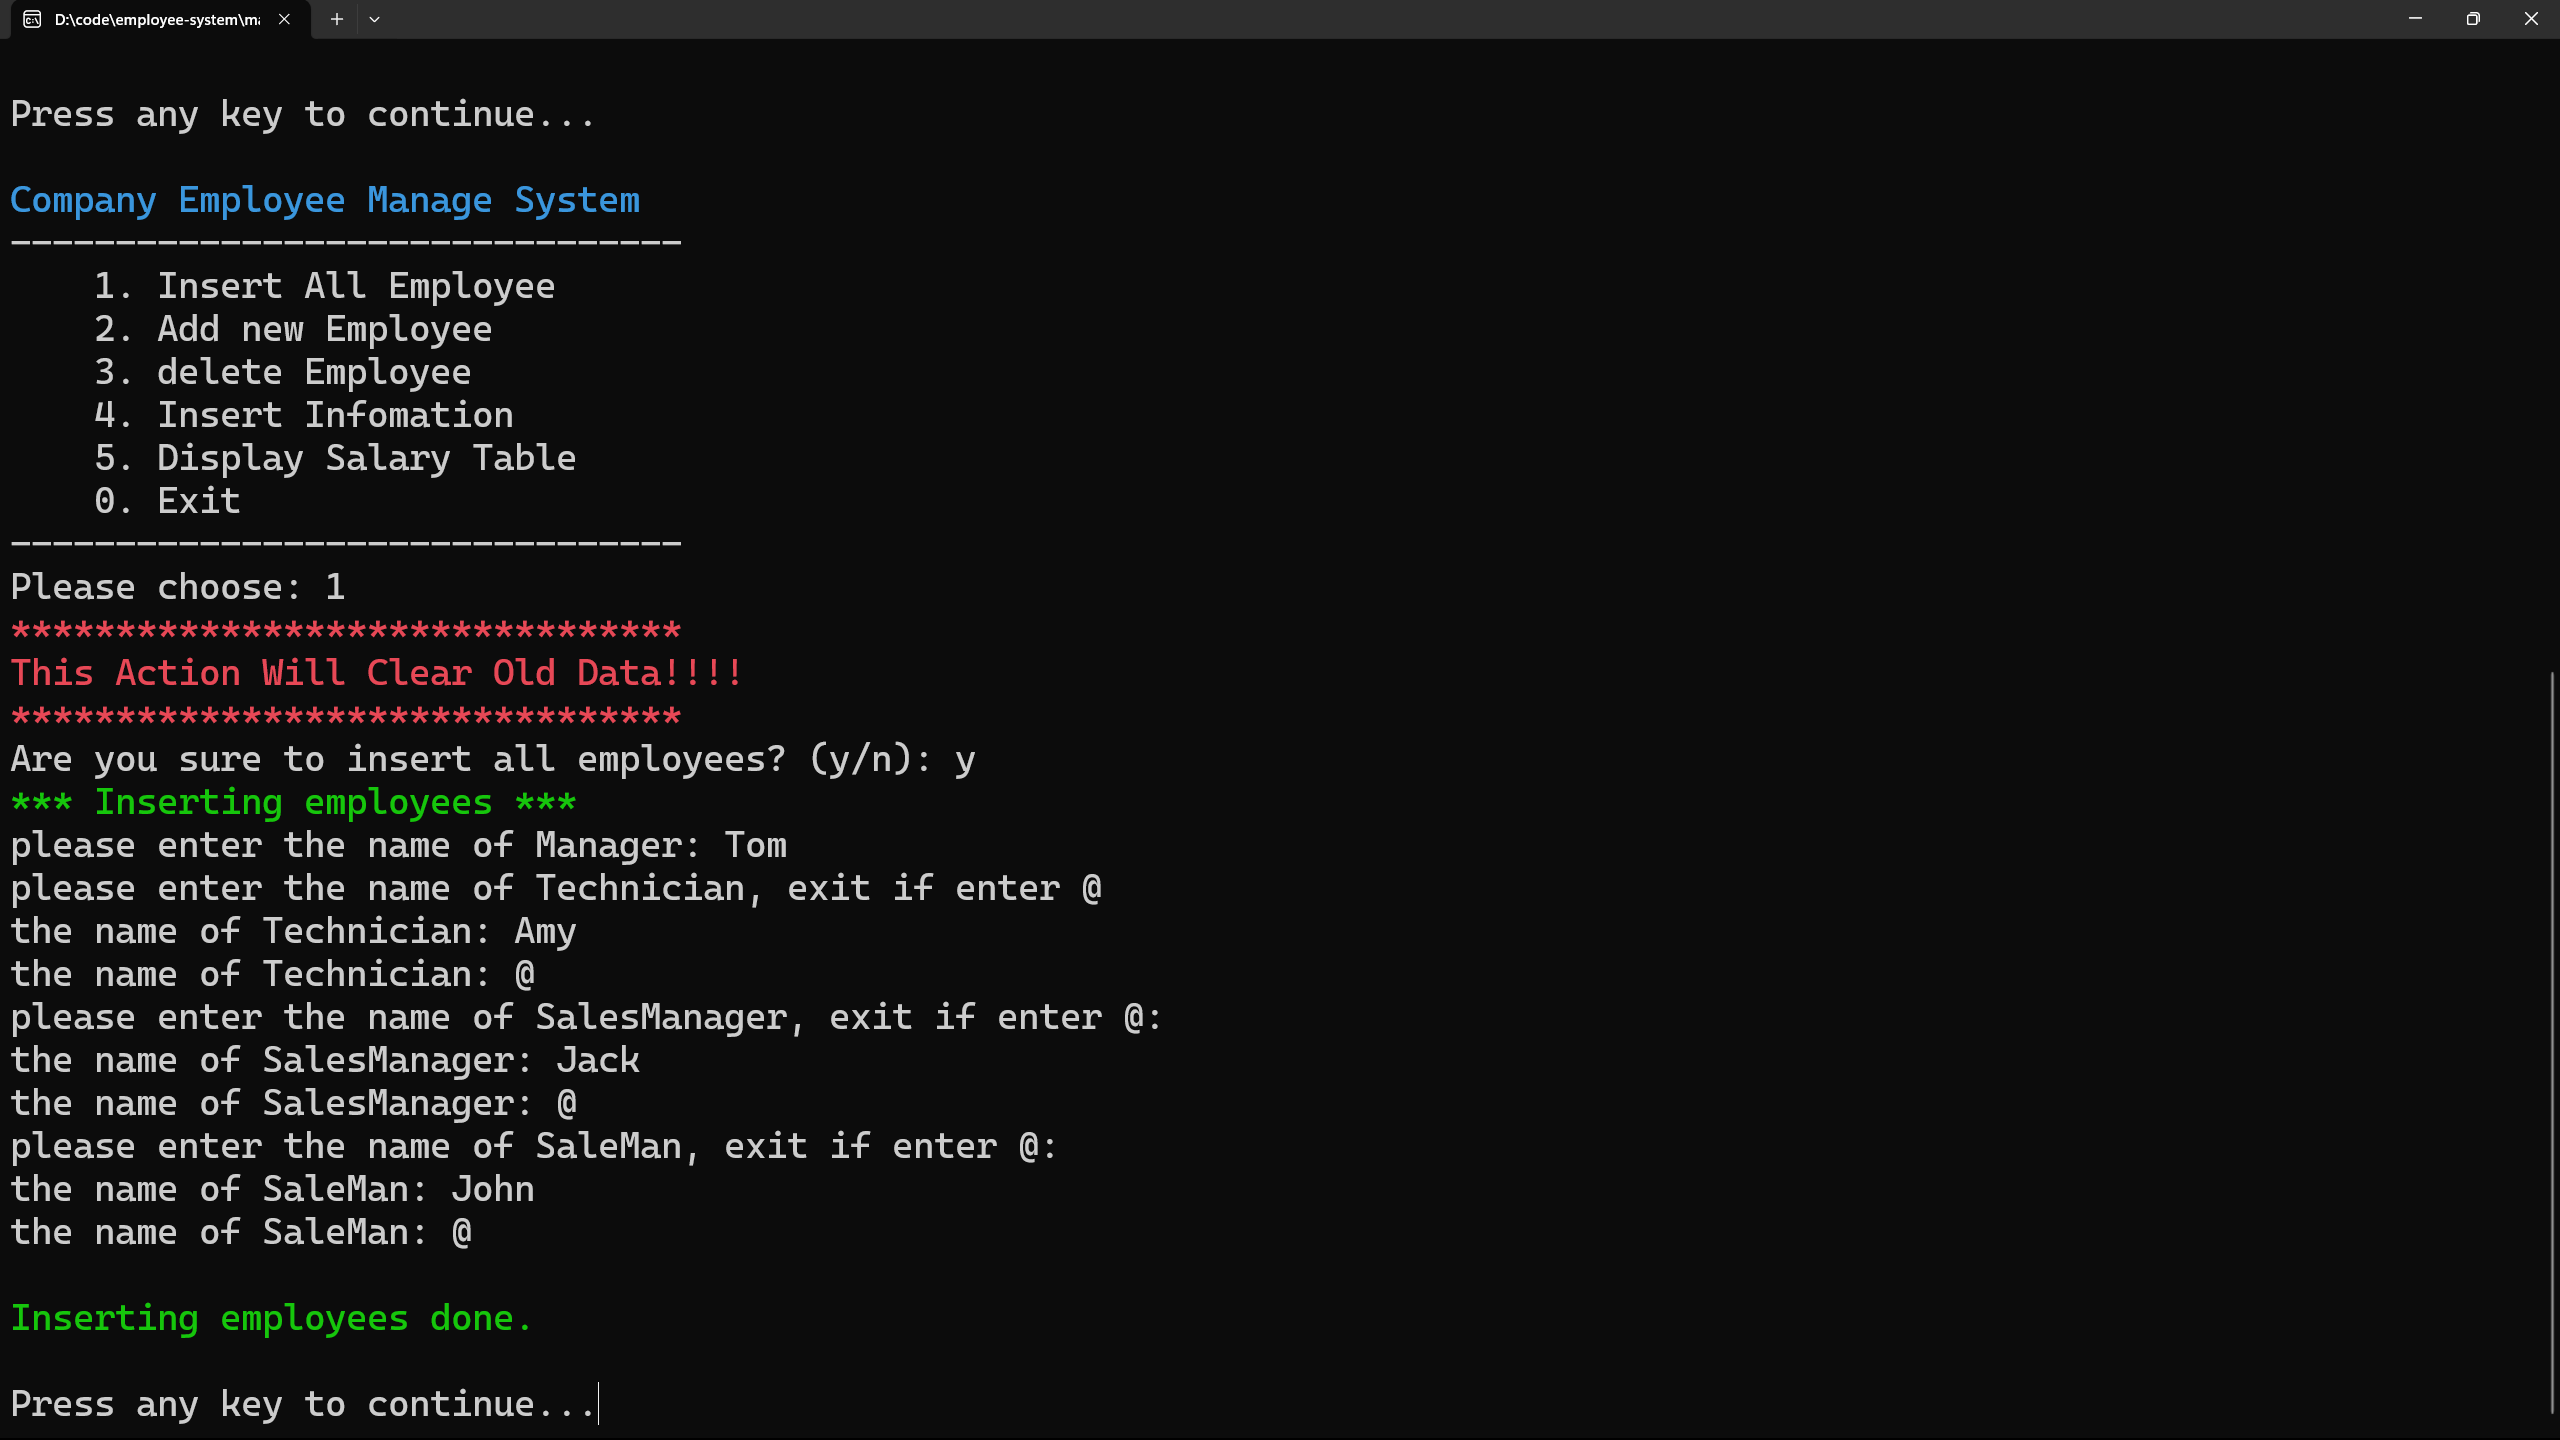 D:\code\employee-system\ma
Press any key to continue...
Company Employee Manage System
--------------------------------
1. Insert All Employee
2. Add new Employee
3. delete Employee
4. Insert Infomation
5. Display Salary Table
0. Exit
--------------------------------
Please choose: 1
********************************
This Action Will Clear Old Data!!!!
********************************
Are you sure to insert all employees? (y/n): y
*** Inserting employees ***
please enter the name of Manager: Tom
please enter the name of Technician, exit if enter @
the name of Technician: Amy
the name of Technician: @
please enter the name of SalesManager, exit if enter @:
the name of SalesManager: Jack
the name of SalesManager: @
please enter the name of SaleMan, exit if enter @:
the name of SaleMan: John
the name of SaleMan: @
Inserting employees done.
Press any key to continue...